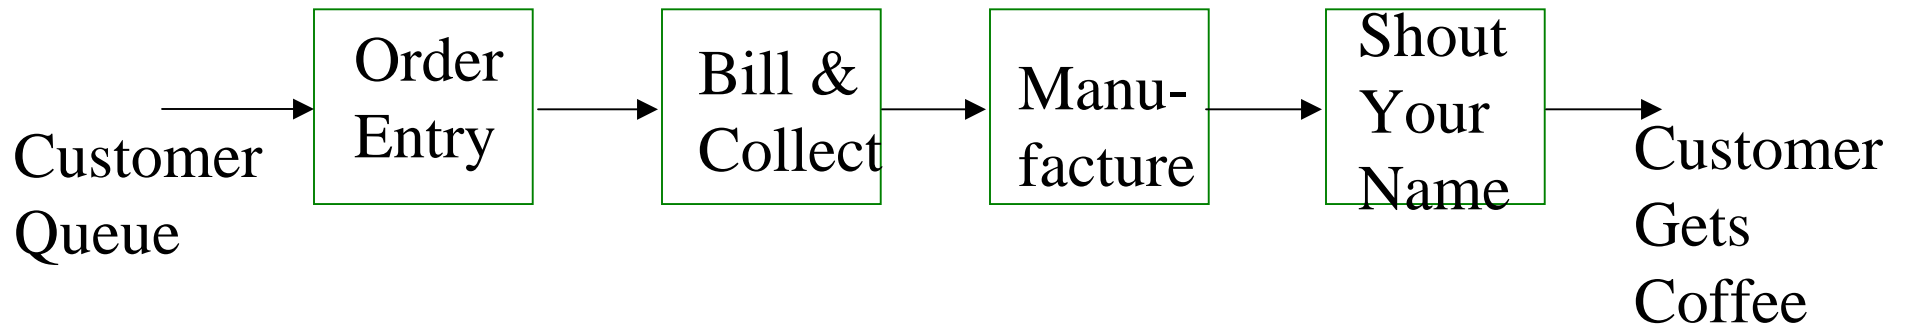 Customer
Queue
Order
Entry
Bill &
Collect
Manu-
facture
Shout
Your
Name
Customer
Gets
Coffee